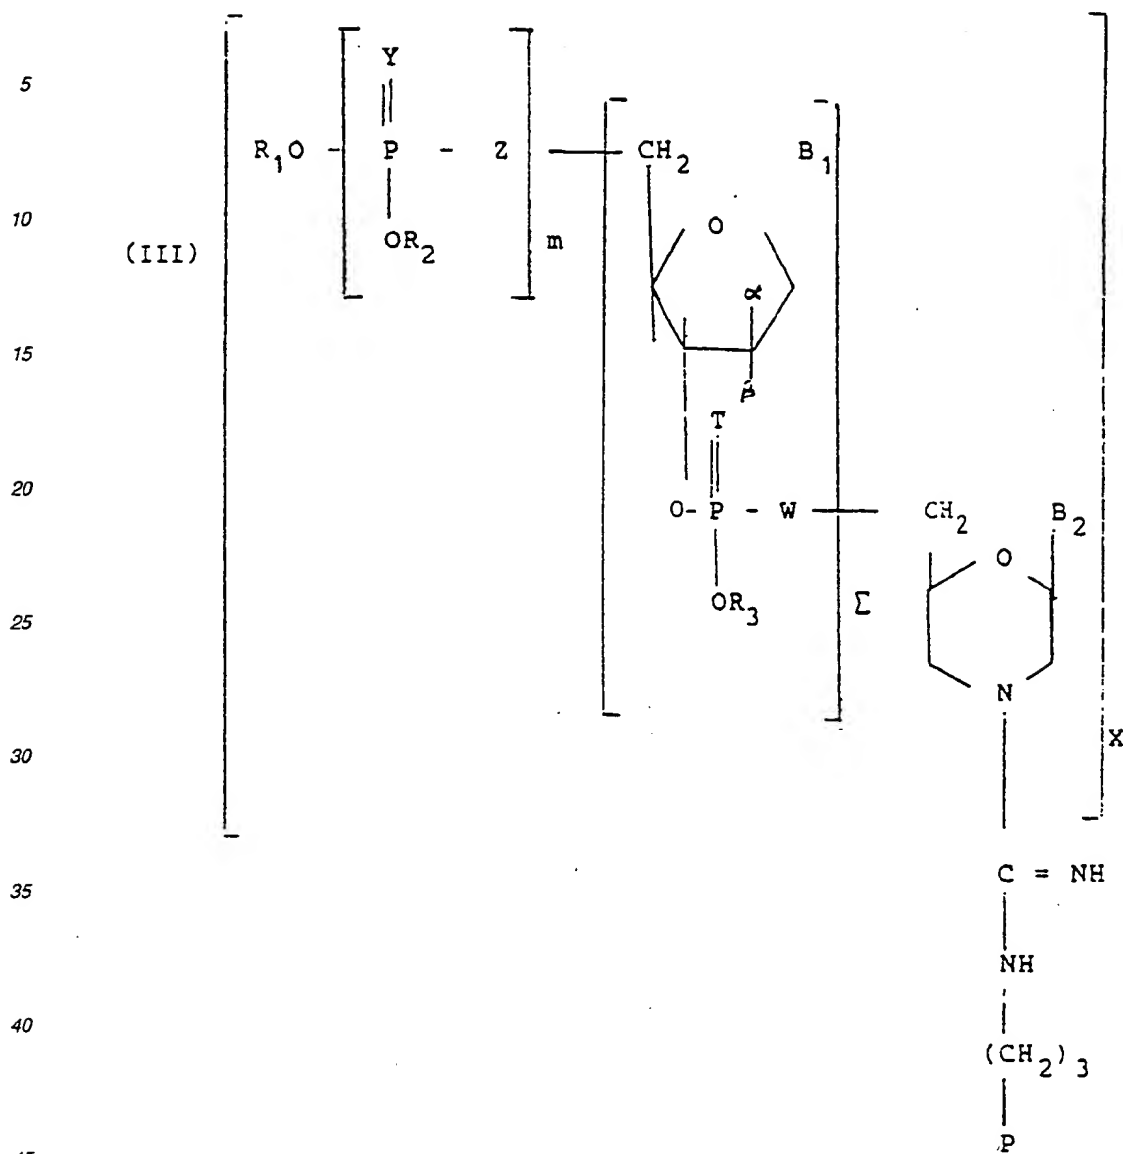 5 Y
R1O - P - Z CH2 B1
10 O
(III) OR2 m
α
15
β
T
20 O- P - W CH2 B2
O
OR3 Σ
25
N
30 X
35 C = NH
NH
40 (CH2)3
P